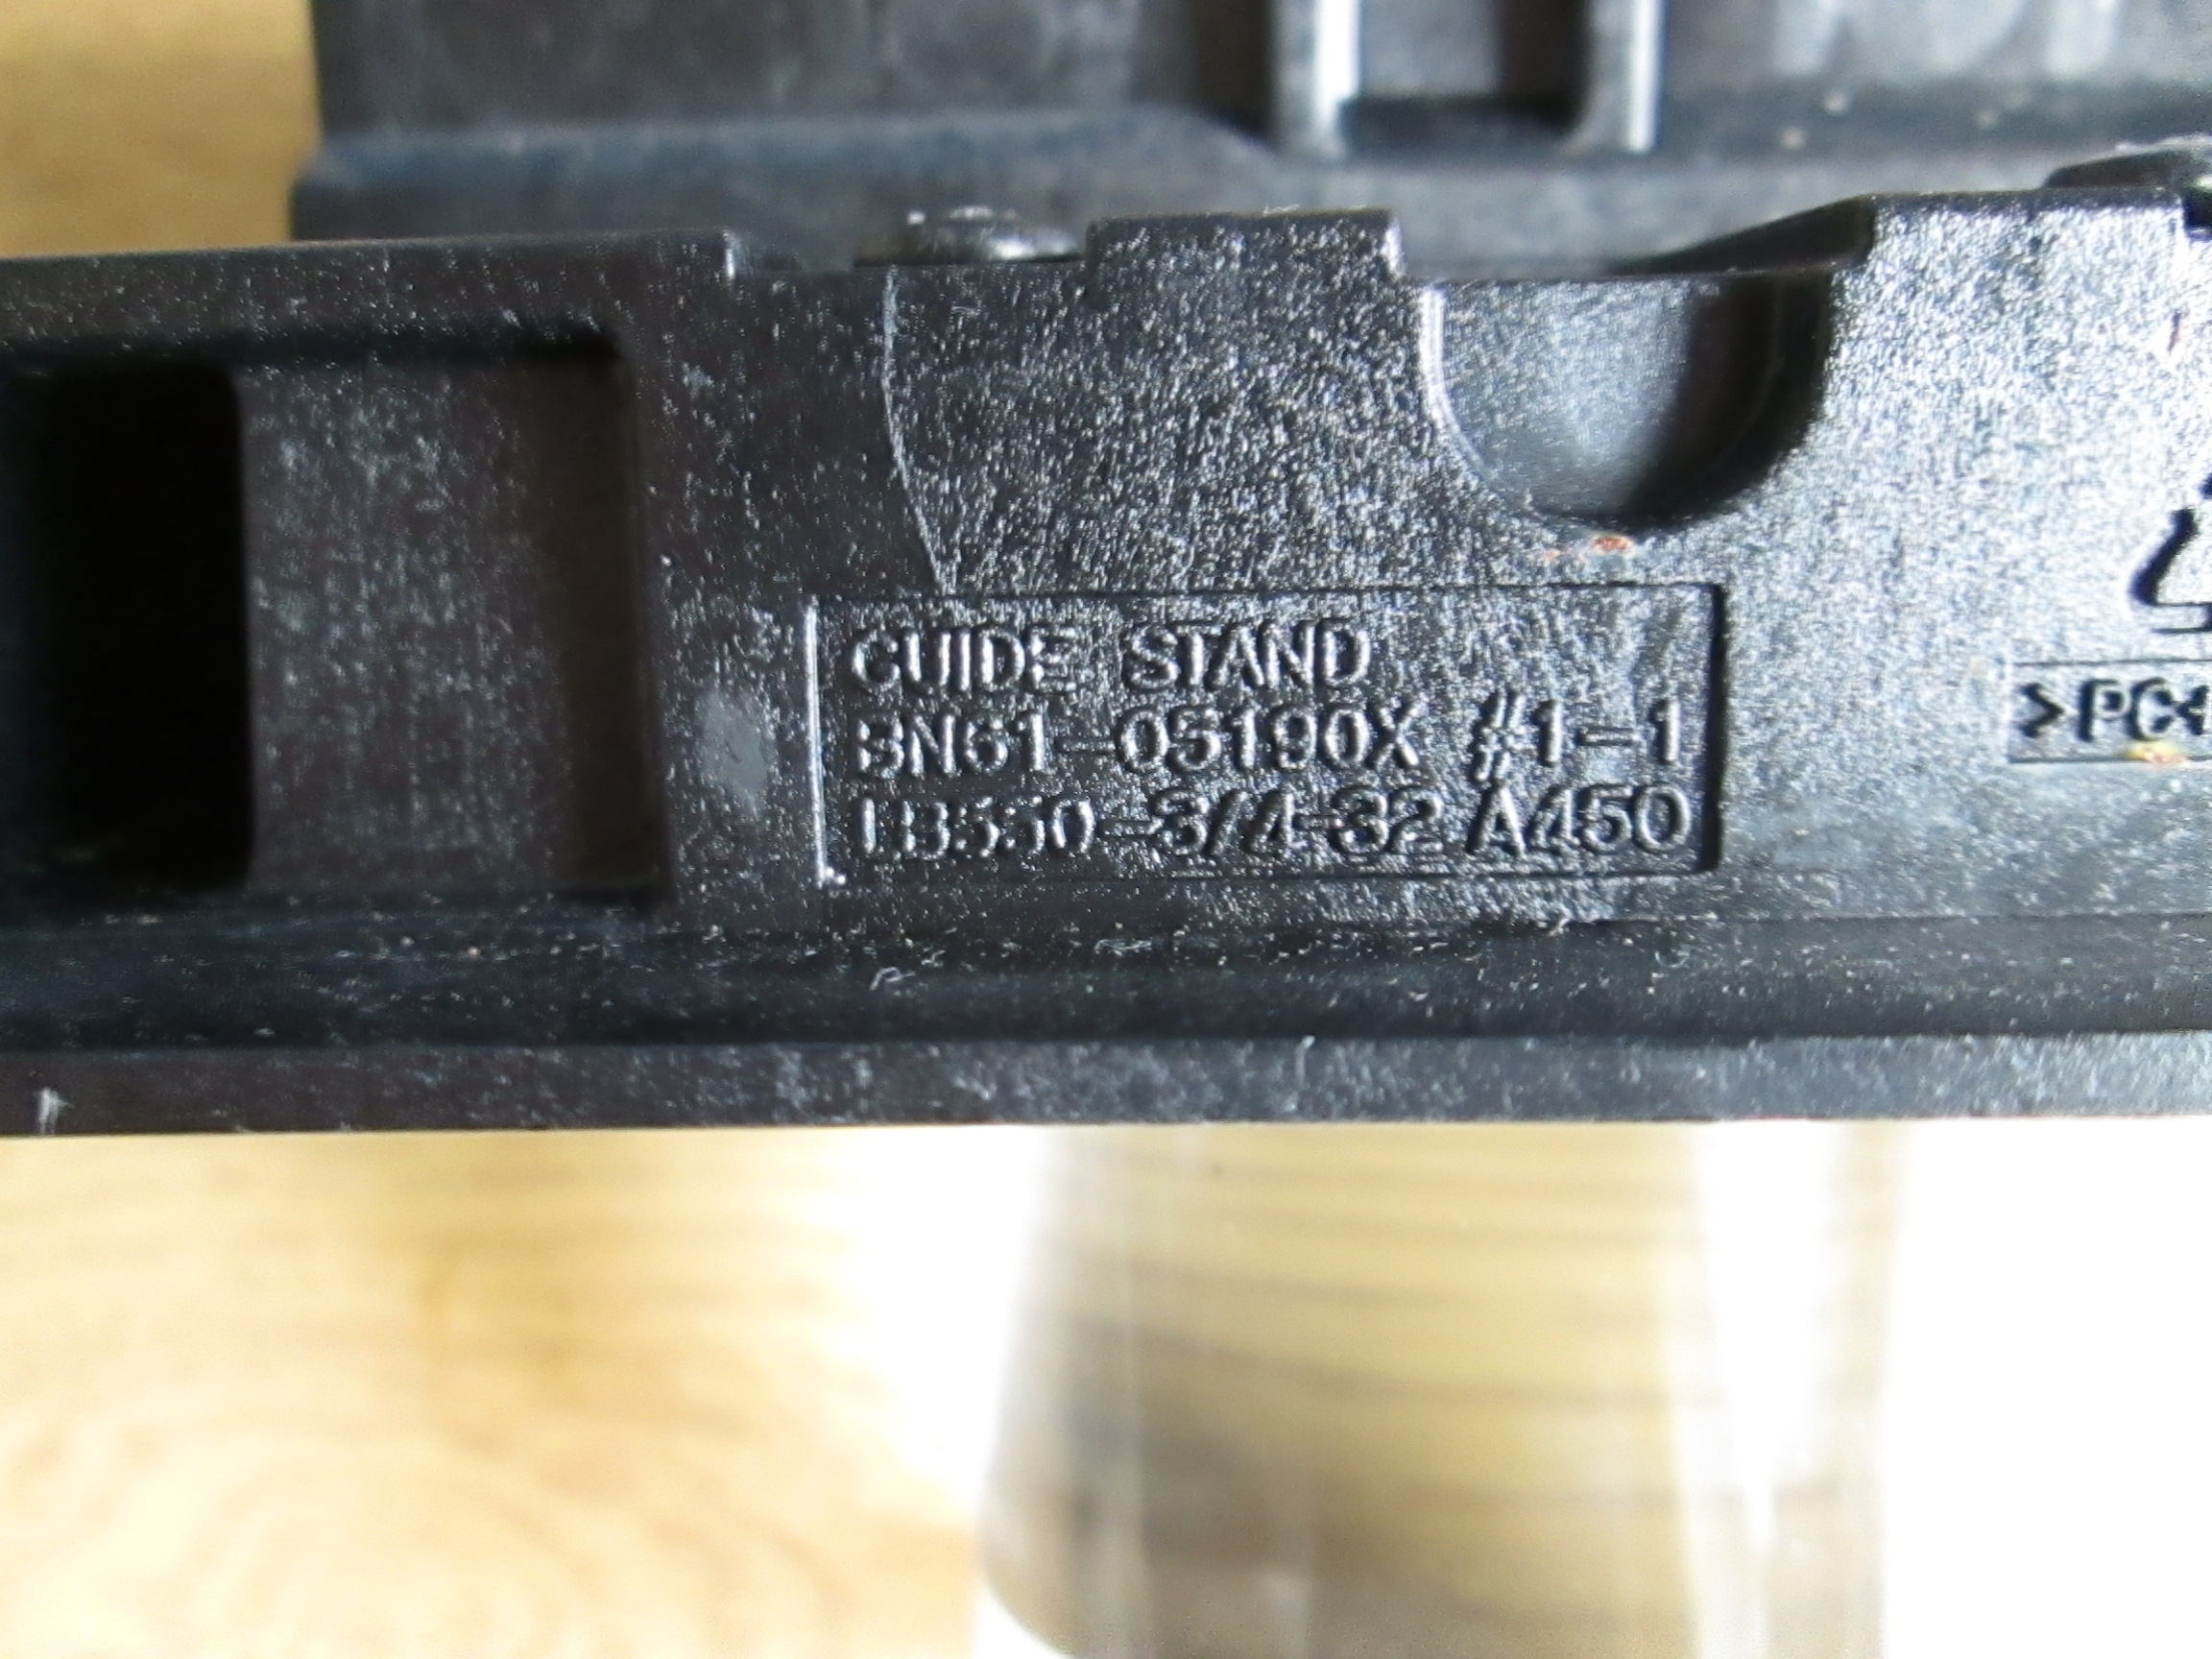 GUIDE STAND
BN61-05190X #1-1
LB550-3/4-32 A450
>PC+